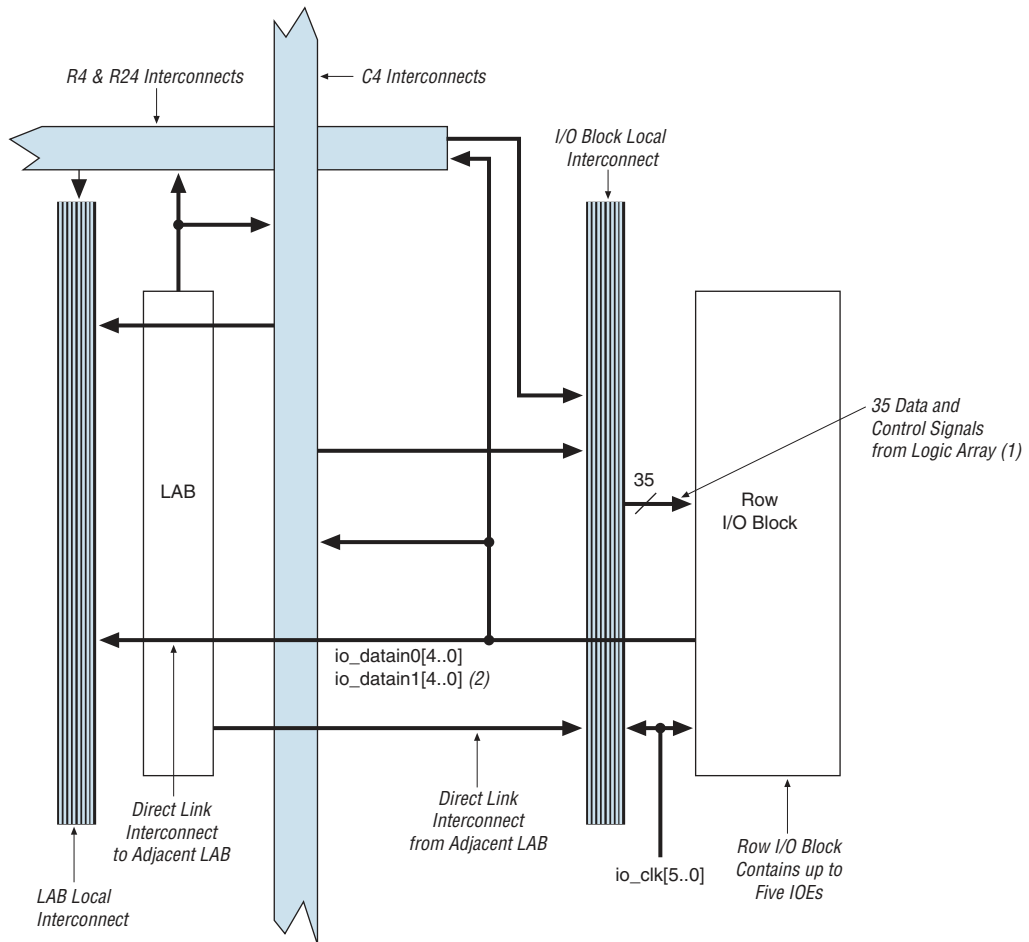 R4 & R24 Interconnects
C4 Interconnects
I/O Block Local
Interconnect
35 Data and
Control Signals
from Logic Array (1)
35
LAB
Row
I/O Block
io_datain0[4..0]
io_datain1[4..0] (2)
Direct Link
Interconnect
to Adjacent LAB
Direct Link
Interconnect
from Adjacent LAB
Row I/O Block
Contains up to
Five IOEs
io_clk[5..0]
LAB Local
Interconnect